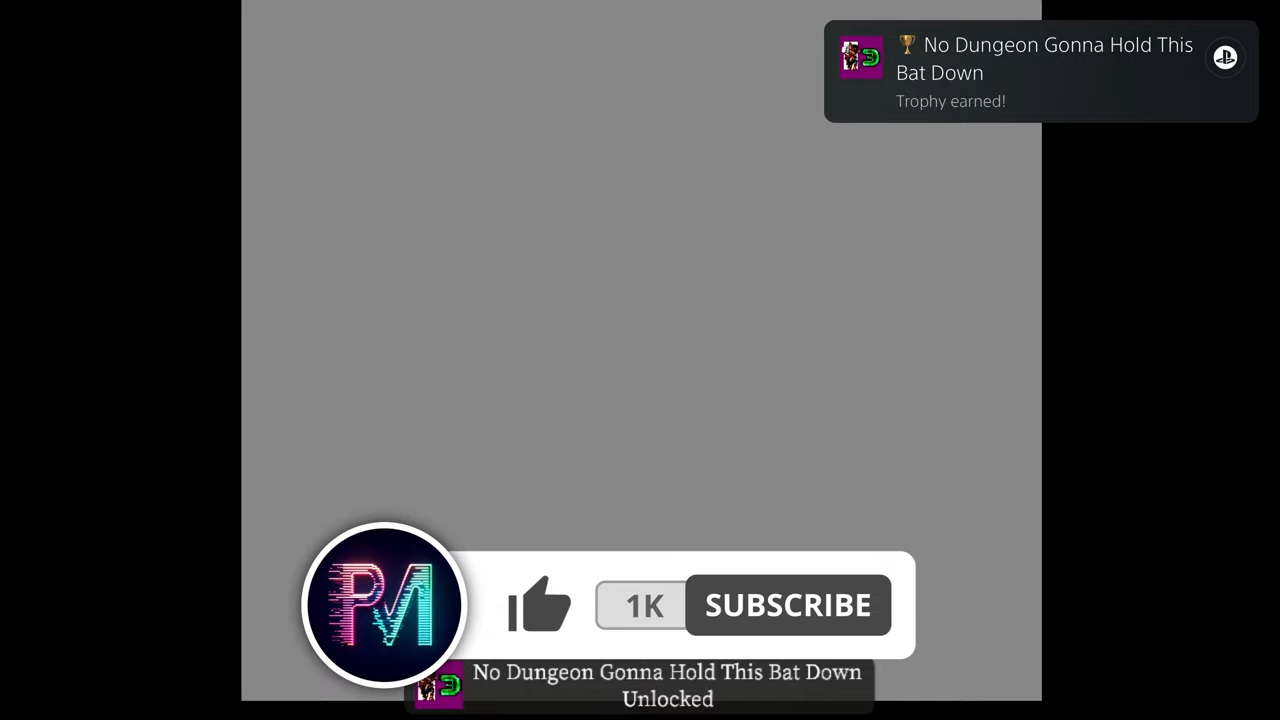 No Dungeon Gonna Hold This
Bat Down
Trophy earned!
PM
1K SUBSCRIBE
No Dungeon Gonna Hold This Bat Down
Unlocked